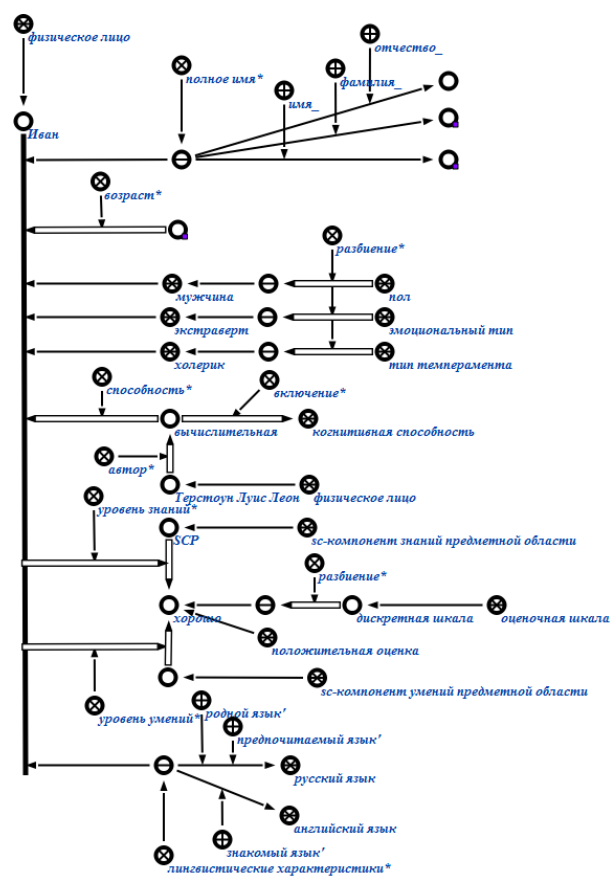 физическое лицо
отчество_
полное имя*
фамилия_
имя_
Иван
возраст*
разбиение*
мужчина
пол
экстраверт
эмоциональный тип
холерик
тип темперамента
способность*
включение*
вычислительная
когнитивная способность
автор*
Терстоун Луис Леон
физическое лицо
уровень знаний*
SCP
sc-компонент знаний предметной области
разбиение*
хорошо
дискретная шкала
оценочная шкала
положительная оценка
sc-компонент умений предметной области
уровень умений*
родной язык'
предпочитаемый язык'
русский язык
английский язык
знакомый язык'
лингвистические характеристики*